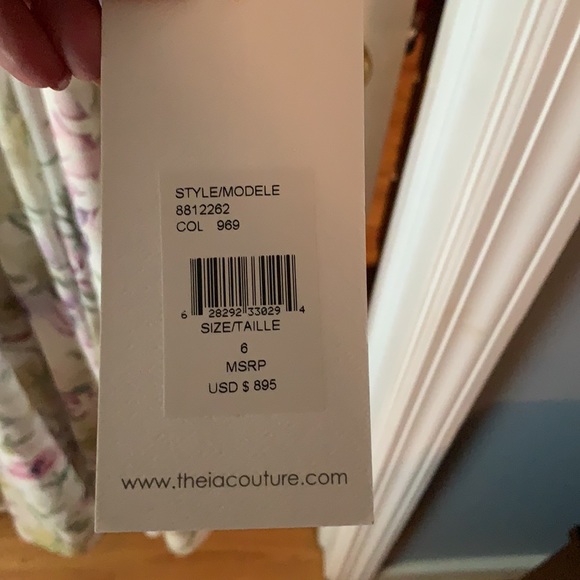 STYLE/MODELE
8812262
COL 969
6 28292 33029 4
SIZE/TAILLE
6
MSRP
USD $ 895
www.theiacouture.com